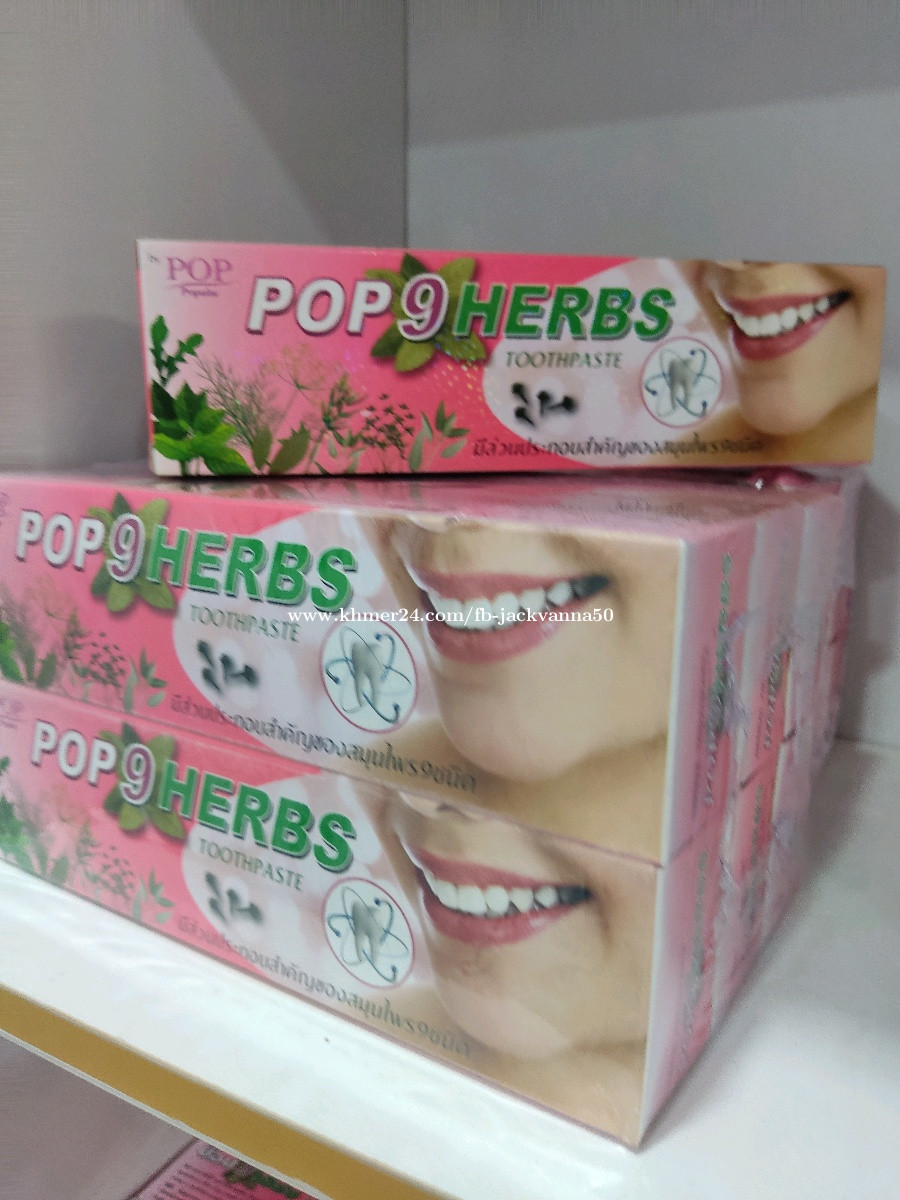 POP
Popular
POP 9 HERBS
TOOTHPASTE
มีส่วนประกอบสำคัญของสมุนไพร9ชนิด
POP 9 HERBS
TOOTHPASTE
www.khmer24.com/fb-jackvanna50
มีส่วนประกอบสำคัญของสมุนไพร9ชนิด
POP 9 HERBS
TOOTHPASTE
มีส่วนประกอบสำคัญของสมุนไพร9ชนิด